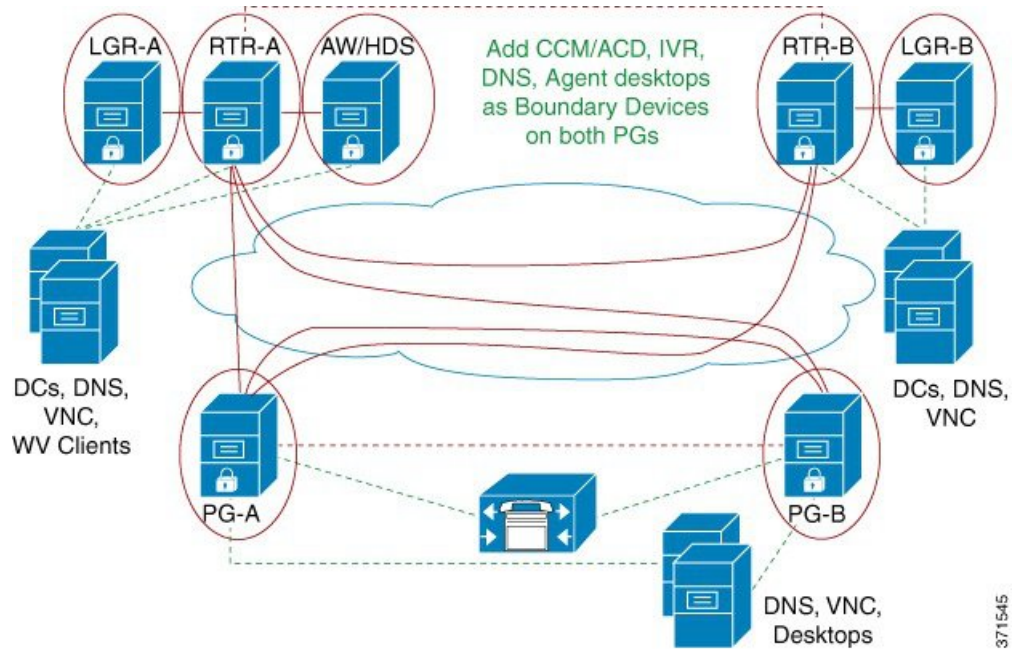 LGR-A
RTR-A
AW/HDS
Add CCM/ACD, IVR,
DNS, Agent desktops
as Boundary Devices
on both PGs
RTR-B
LGR-B
DCs, DNS,
VNC,
WV Clients
DCs, DNS,
VNC
PG-A
PG-B
DNS, VNC,
Desktops
371545